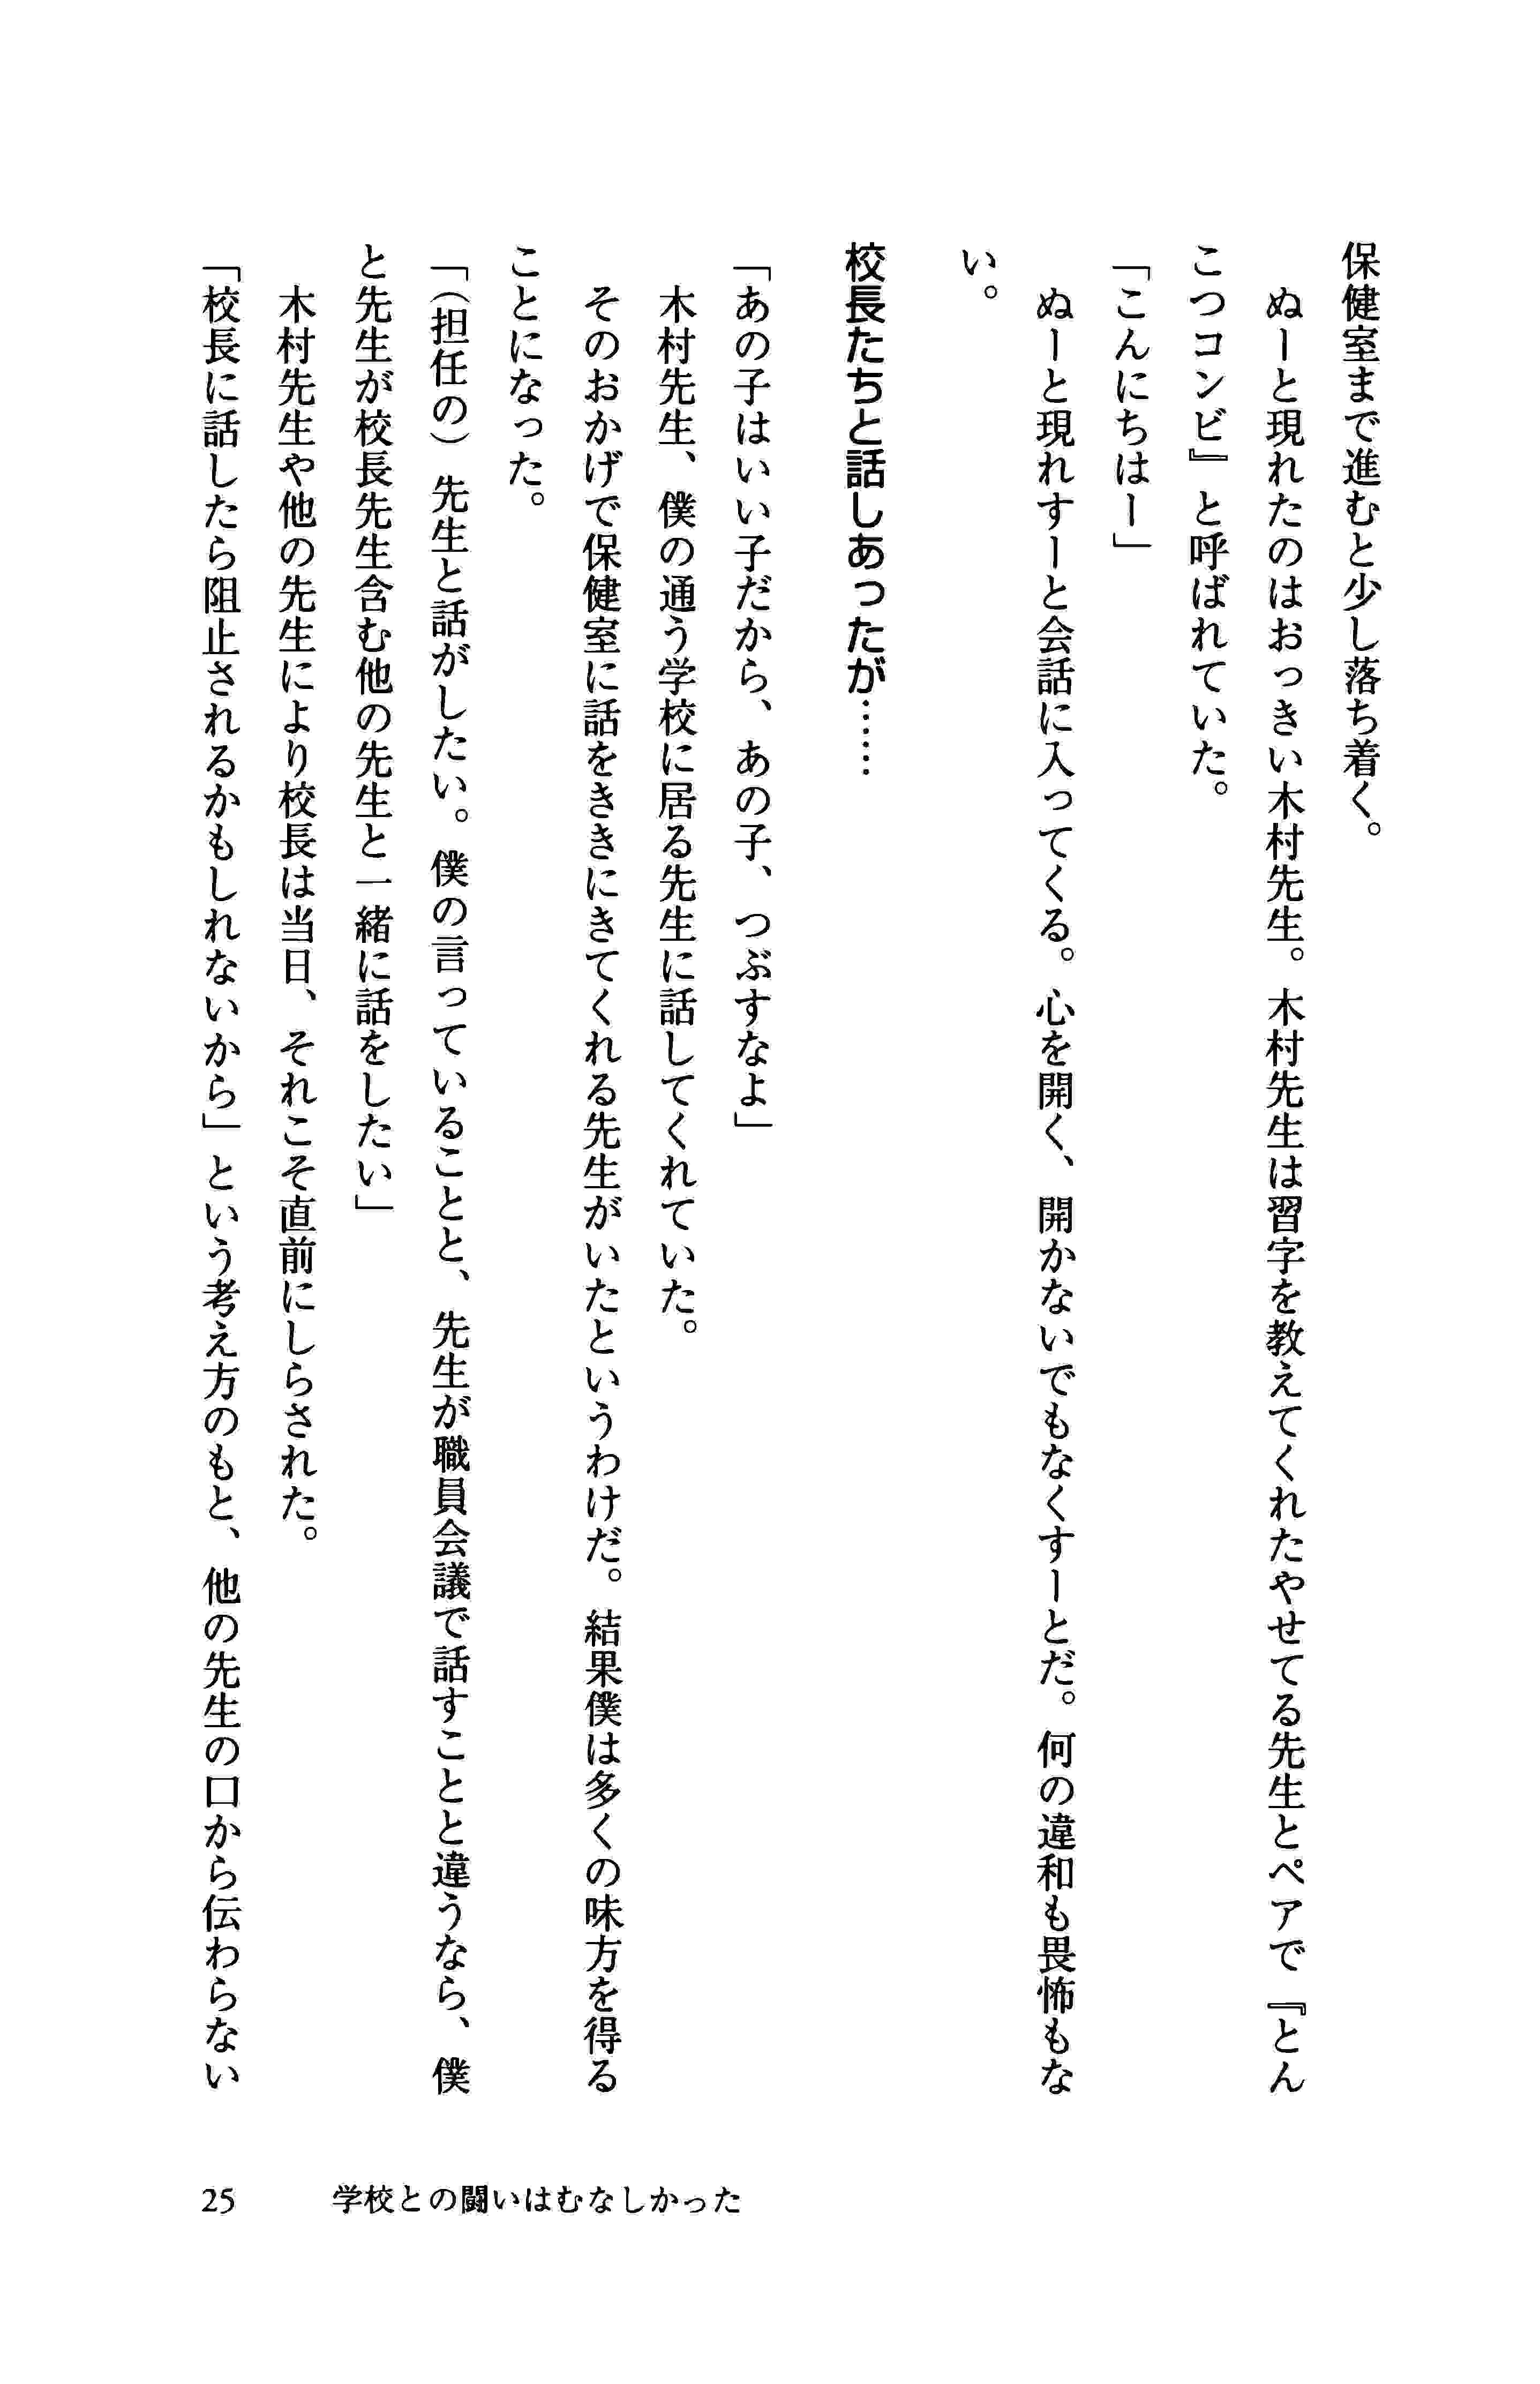 保健室まで進むと少し落ち着く。
　ぬーと現れたのはおっきい木村先生。木村先生は習字を教えてくれたやせてる先生とペアで『とん
こつコンビ』と呼ばれていた。
「こんにちはー」
　ぬーと現れすーと会話に入ってくる。心を開く、開かないでもなくすーとだ。何の違和も畏怖もな
い。
校長たちと話しあったが……
「あの子はいい子だから、あの子、つぶすなよ」
　木村先生、僕の通う学校に居る先生に話してくれていた。
　そのおかげで保健室に話をききにきてくれる先生がいたというわけだ。結果僕は多くの味方を得る
ことになった。
「（担任の）先生と話がしたい。僕の言っていることと、先生が職員会議で話すことと違うなら、僕
と先生が校長先生含む他の先生と一緒に話をしたい」
　木村先生や他の先生により校長は当日、それこそ直前にしらされた。
「校長に話したら阻止されるかもしれないから」という考え方のもと、他の先生の口から伝わらない
25　学校との闘いはむなしかった